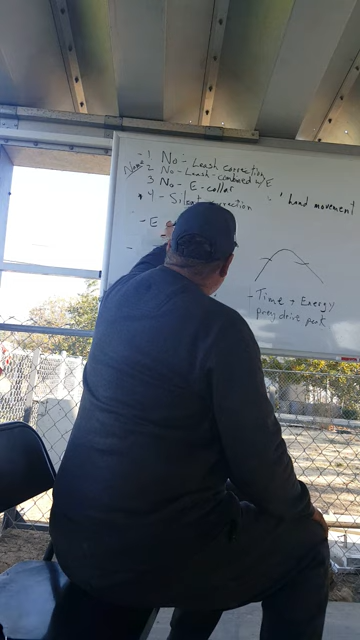 Name
- 1 No - Leash correction
2 No - Leash - combined w/E
3 No - E - collar
4 - Silent correction
" hand movement
- E
-
- Time + Energy
prey drive peak